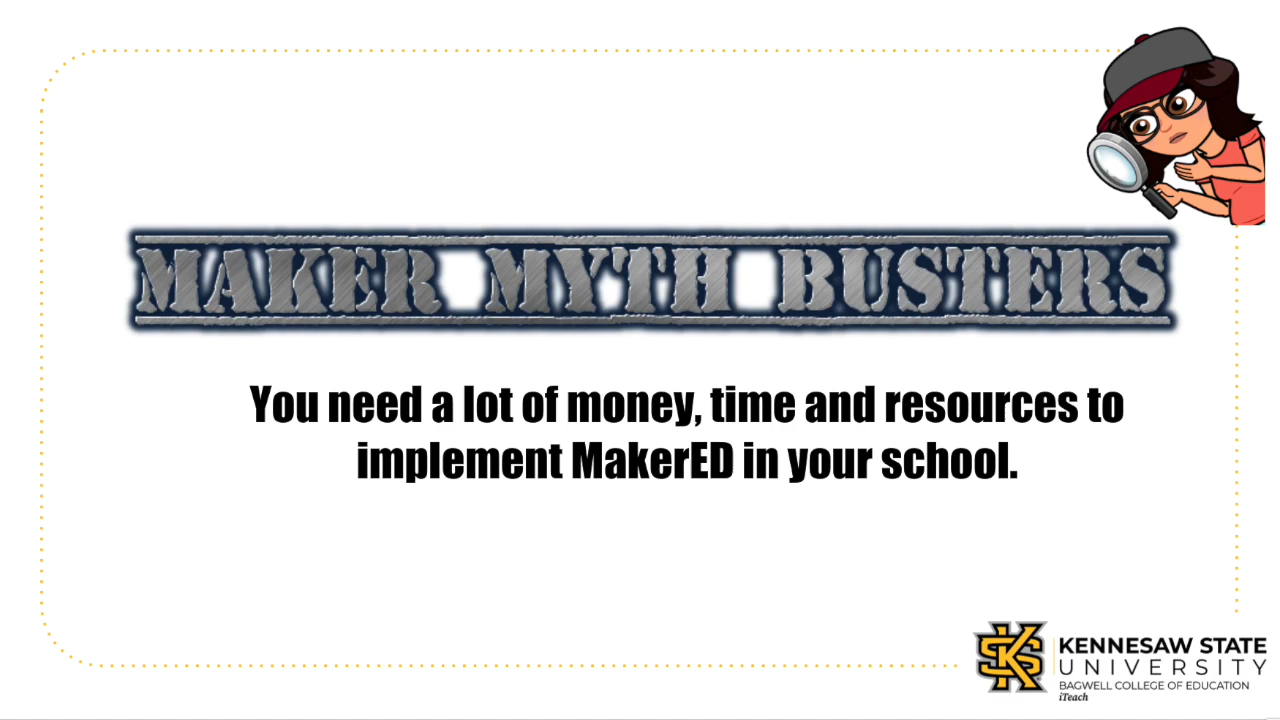 MAKER MYTH BUSTERS
You need a lot of money, time and resources to
implement MakerED in your school.
KS
KENNESAW STATE
UNIVERSITY
BAGWELL COLLEGE OF EDUCATION
iTeach